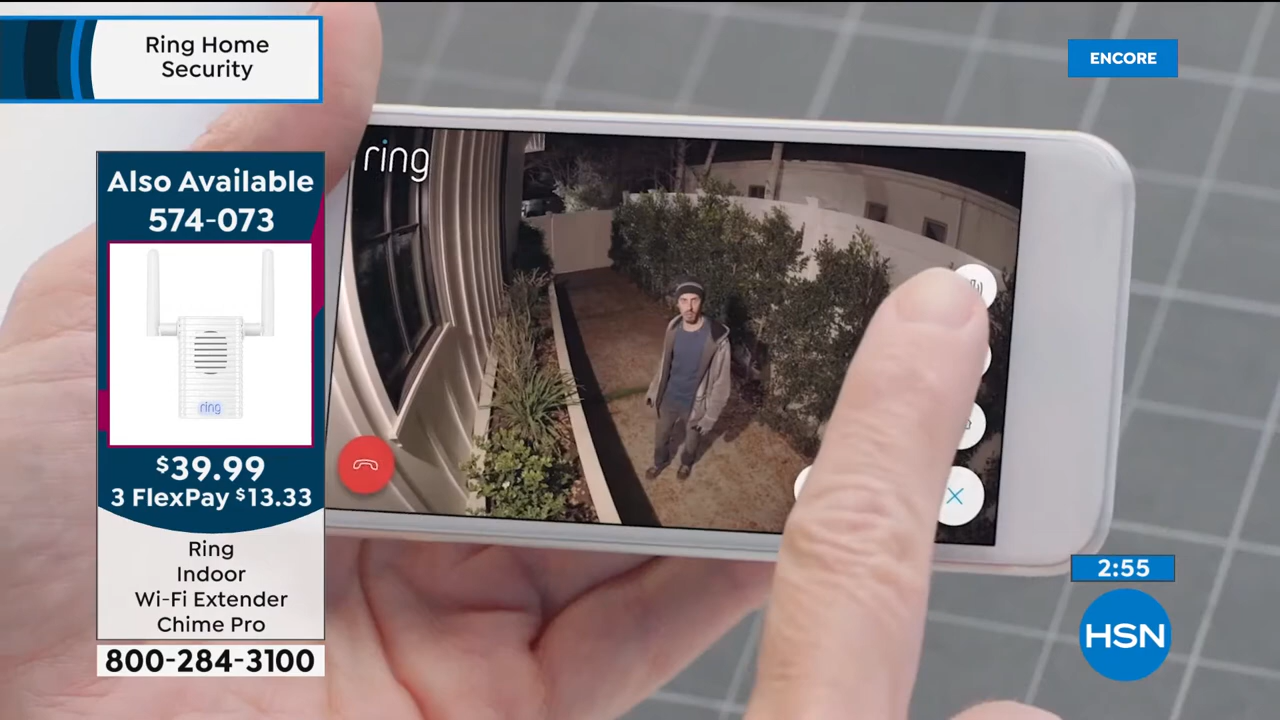 Ring Home
Security
ENCORE
Also Available
574-073
ring
ring
$39.99
3 FlexPay $13.33
Ring
Indoor
Wi-Fi Extender
Chime Pro
800-284-3100
2:55
HSN